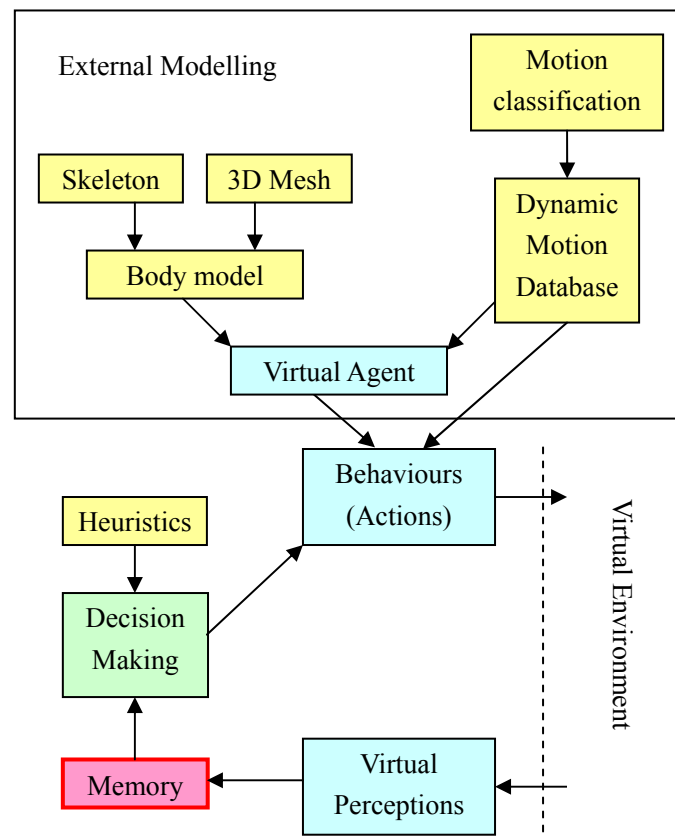 External Modelling
Motion
classification
Skeleton
3D Mesh
Dynamic
Motion
Database
Body model
Virtual Agent
Behaviours
(Actions)
Heuristics
Virtual Environment
Decision
Making
Memory
Virtual
Perceptions